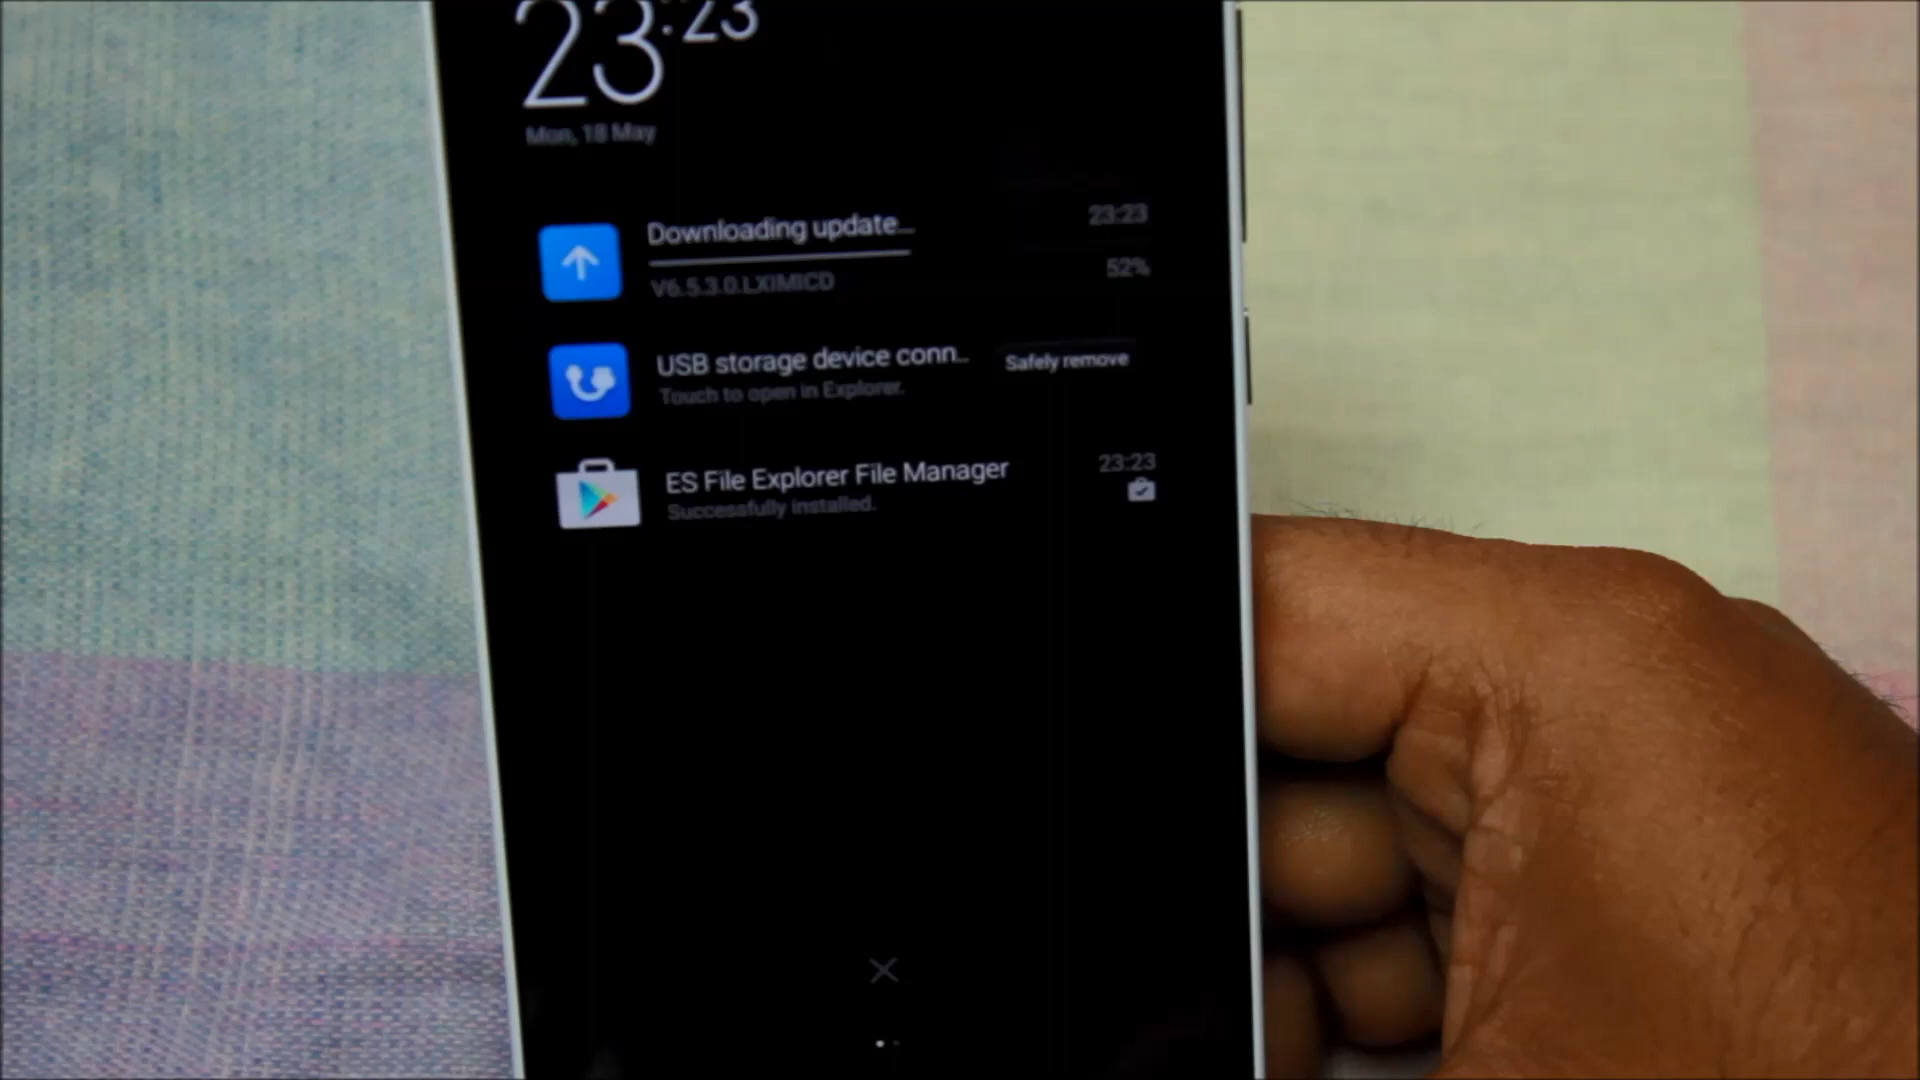 23:23
Mon, 18 May
Downloading update... 23:23
V6.5.3.0.LXIMICD 52%
USB storage device conn... Safely remove
Touch to open in Explorer.
ES File Explorer File Manager 23:23
Successfully installed.